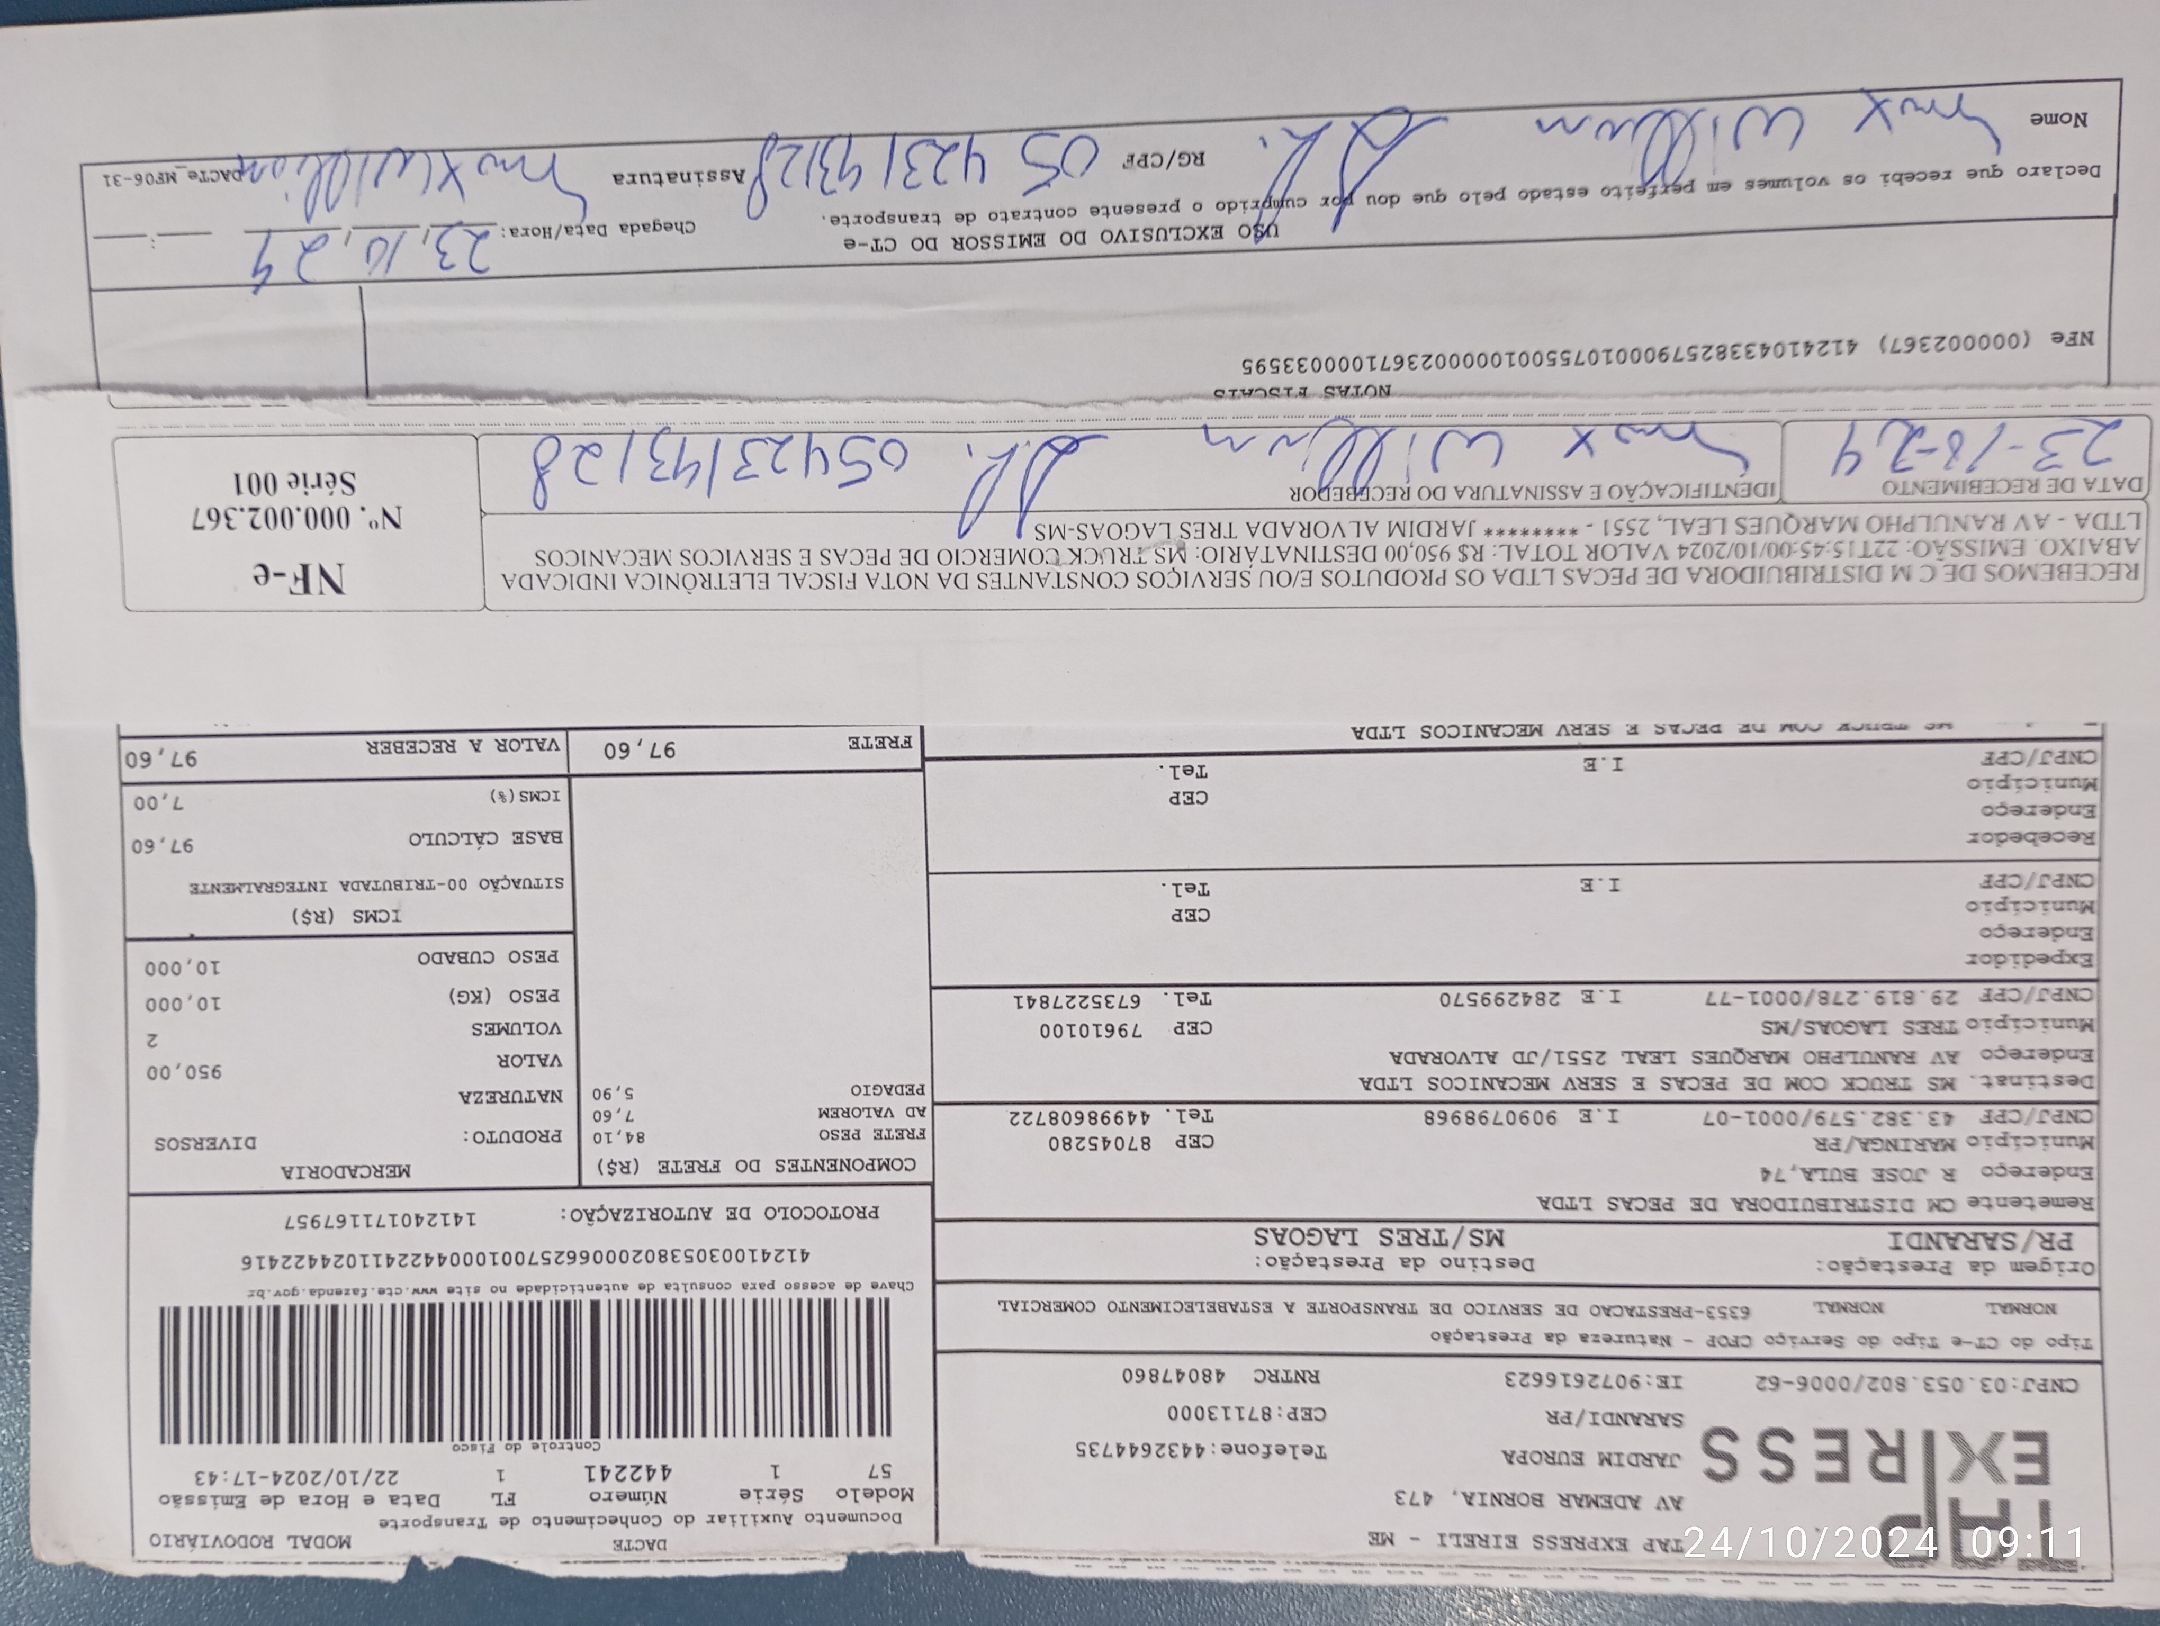 TAP EXPRESS
TAP EXPRESS EIRELI - ME
AV ADEMAR BORNIA, 473
JARDIM EUROPA Telefone:4432644735
SARANDI/PR CEP:87113000
CNPJ:03.053.802/0006-62 IE:9072616623 RNTRC 48047860
Tipo do CT-e Tipo do Serviço CFOP - Natureza da Prestação
NORMAL NORMAL 6353-PRESTACAO DE SERVICO DE TRANSPORTE A ESTABELECIMENTO COMERCIAL
Origem da Prestação: Destino da Prestação:
PR/SARANDI MS/TRES LAGOAS
Remetente CM DISTRIBUIDORA DE PECAS LTDA
Endereço R JOSE BULA,74
Município MARINGA/PR CEP 87045280
CNPJ/CPF 43.382.579/0001-07 I.E 9090798968 Tel. 44998608722
Destinat. MS TRUCK COM DE PECAS E SERV MECANICOS LTDA
Endereço AV RANULPHO MARQUES LEAL 2551/JD ALVORADA
Município TRES LAGOAS/MS CEP 79610100
CNPJ/CPF 29.819.278/0001-77 I.E 284299570 Tel. 6735227841
Expedidor
Endereço
Município CEP
CNPJ/CPF I.E Tel.
Recebedor
Endereço
Município CEP
CNPJ/CPF I.E Tel.
MS TRUCK COM DE PECAS E SERV MECANICOS LTDA
DACTE MODAL RODOVIÁRIO
Documento Auxiliar do Conhecimento de Transporte
Modelo Série Número FL Data e Hora de Emissão
57 1 442241 1 22/10/2024-17:43
Controle do Fisco
Chave de acesso para consulta de autenticidade no site www.cte.fazenda.gov.br
41241003053802000662570010004422411024422416
PROTOCOLO DE AUTORIZAÇÃO: 141240171167957
COMPONENTES DO FRETE (R$)
FRETE PESO 84,10
AD VALOREM 7,60
PEDAGIO 5,90
FRETE 97,60
MERCADORIA
PRODUTO: DIVERSOS
NATUREZA
VALOR 950,00
VOLUMES 2
PESO (KG) 10,000
PESO CUBADO 10,000
ICMS (R$)
SITUAÇÃO 00-TRIBUTADA INTEGRALMENTE
BASE CÁLCULO 97,60
ICMS(%) 7,00
VALOR A RECEBER 97,60
RECEBEMOS DE C M DISTRIBUIDORA DE PECAS LTDA OS PRODUTOS E/OU SERVIÇOS CONSTANTES DA NOTA FISCAL ELETRÔNICA INDICADA
ABAIXO. EMISSÃO: 22T15:45:00/10/2024 VALOR TOTAL: R$ 950,00 DESTINATÁRIO: MS TRUCK COMERCIO DE PECAS E SERVICOS MECANICOS
LTDA - AV RANULPHO MARQUES LEAL, 2551 - ******** JARDIM ALVORADA TRES LAGOAS-MS
DATA DE RECEBIMENTO IDENTIFICAÇÃO E ASSINATURA DO RECEBEDOR
23-10-24 max William 05423143128
NF-e
Nº. 000.002.367
Série 001
NOTAS FISCAIS
NFe (000002367) 41241043382579000107550010000023671000033595
USO EXCLUSIVO DO EMISSOR DO CT-e
Chegada Data/Hora: 23,10,24
Declaro que recebi os volumes em perfeito estado pelo que dou por cumprido o presente contrato de transporte.
Nome max William RG/CPF 05423143128 Assinatura max William
DACTe_MF06-31
24/10/2024 09:11